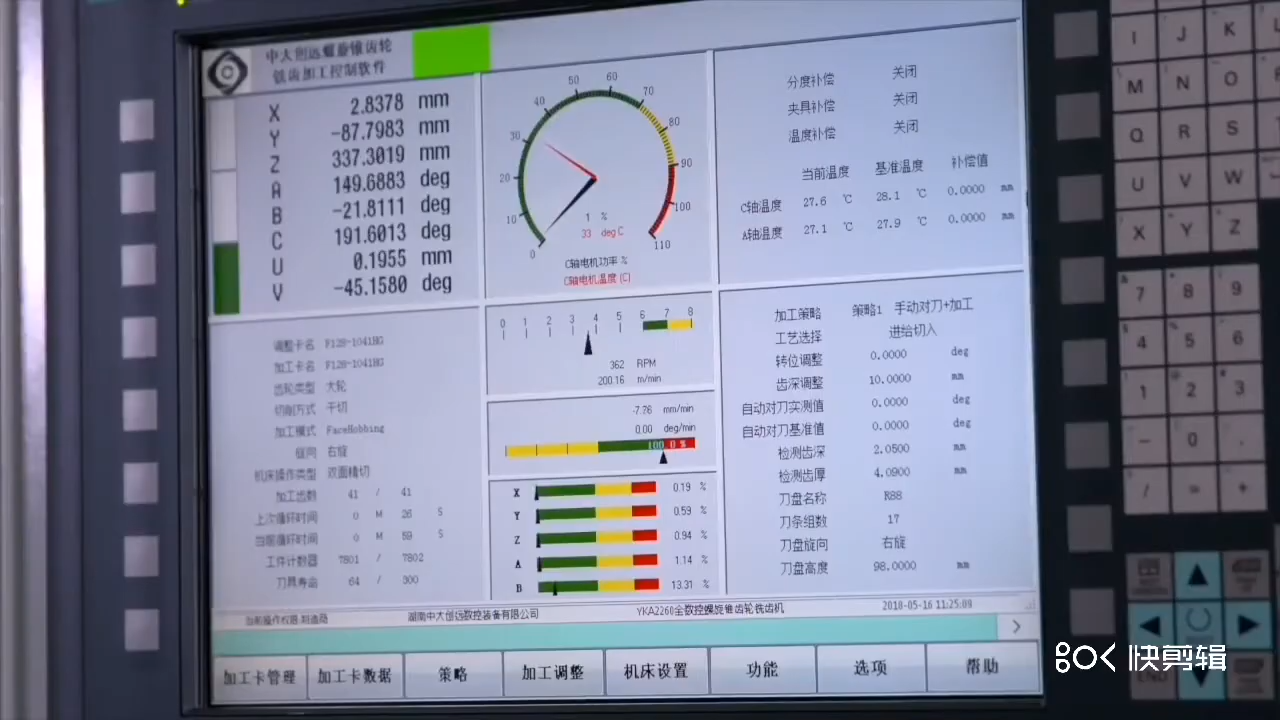 中大创远螺旋锥齿轮
铣齿加工控制软件
X 2.8378 mm
Y -87.7983 mm
Z 337.3019 mm
A 149.6883 deg
B -21.8111 deg
C 191.6013 deg
U 0.1955 mm
V -45.1580 deg
0 10 20 30 40 50 60 70 80 90 100 110
1 %
33 deg C
C轴电机功率 %
C轴电机温度 (C)
分度补偿 关闭
夹具补偿 关闭
温度补偿 关闭
当前温度 基准温度 补偿值
C轴温度 27.6 ℃ 28.1 ℃ 0.0000 mm
A轴温度 27.1 ℃ 27.9 ℃ 0.0000 mm
调整卡名 F128-1041HG
加工卡名 F128-1041HG
齿轮类型 大轮
切削方式 干切
加工模式 FaceHobbing
旋向 右旋
机床操作类型 双面精切
加工齿数 41 / 41
上次循环时间 0 M 26 S
当前循环时间 0 M 59 S
工件计数器 7801 / 7802
刀具寿命 64 / 300
0 1 2 3 4 5 6 7 8
362 RPM
200.16 m/min
-7.76 mm/min
0.00 deg/min
100.0 %
X 0.19 %
Y 0.59 %
Z 0.94 %
A 1.14 %
B 13.31 %
加工策略 策略1 手动对刀+加工
工艺选择 进给切入
转位调整 0.0000 deg
齿深调整 10.0000 mm
自动对刀实测值 0.0000 deg
自动对刀基准值 0.0000 deg
检测齿深 2.0500 mm
检测齿厚 4.0900 mm
刀盘名称 R88
刀条组数 17
刀盘旋向 右旋
刀盘高度 98.0000 mm
当前操作权限:制造商 湖南中大创远数控装备有限公司 YKA2260全数控螺旋锥齿轮铣齿机 2018-05-16 11:25:09
加工卡管理 加工卡数据 策略 加工调整 机床设置 功能 选项 帮助 >
I J K
M N O
Q R S
U V W
X Y Z
7 8 9
4 5 6
1 2 3
- 0 .
/ = +
END
快剪辑